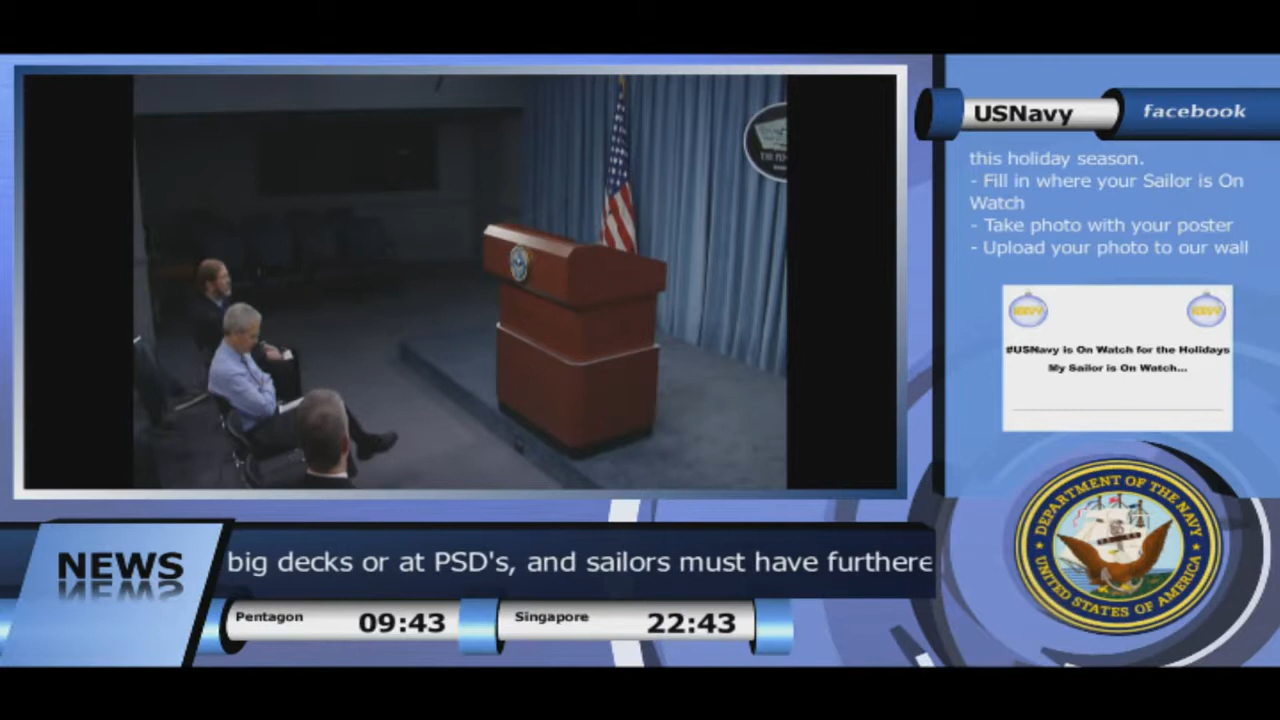 USNavy
facebook
this holiday season.
- Fill in where your Sailor is On
Watch
- Take photo with your poster
- Upload your photo to our wall
NAVY
NAVY
#USNavy is On Watch for the Holidays
My Sailor is On Watch...
DEPARTMENT OF THE NAVY
UNITED STATES OF AMERICA
NEWS
big decks or at PSD's, and sailors must have furthere
Pentagon
09:43
Singapore
22:43